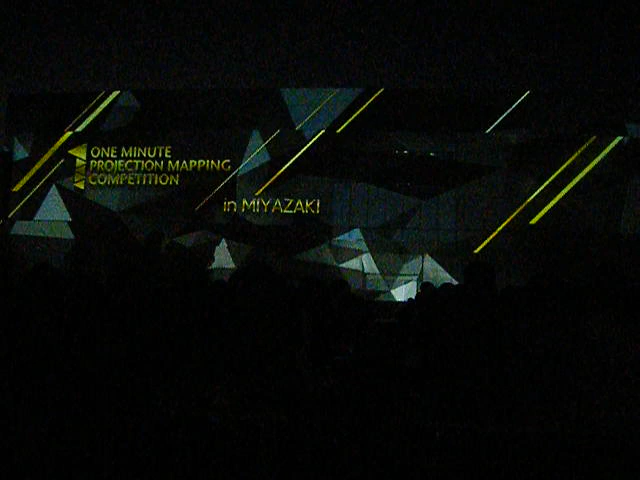 ONE MINUTE
PROJECTION MAPPING
COMPETITION
in MIYAZAKI